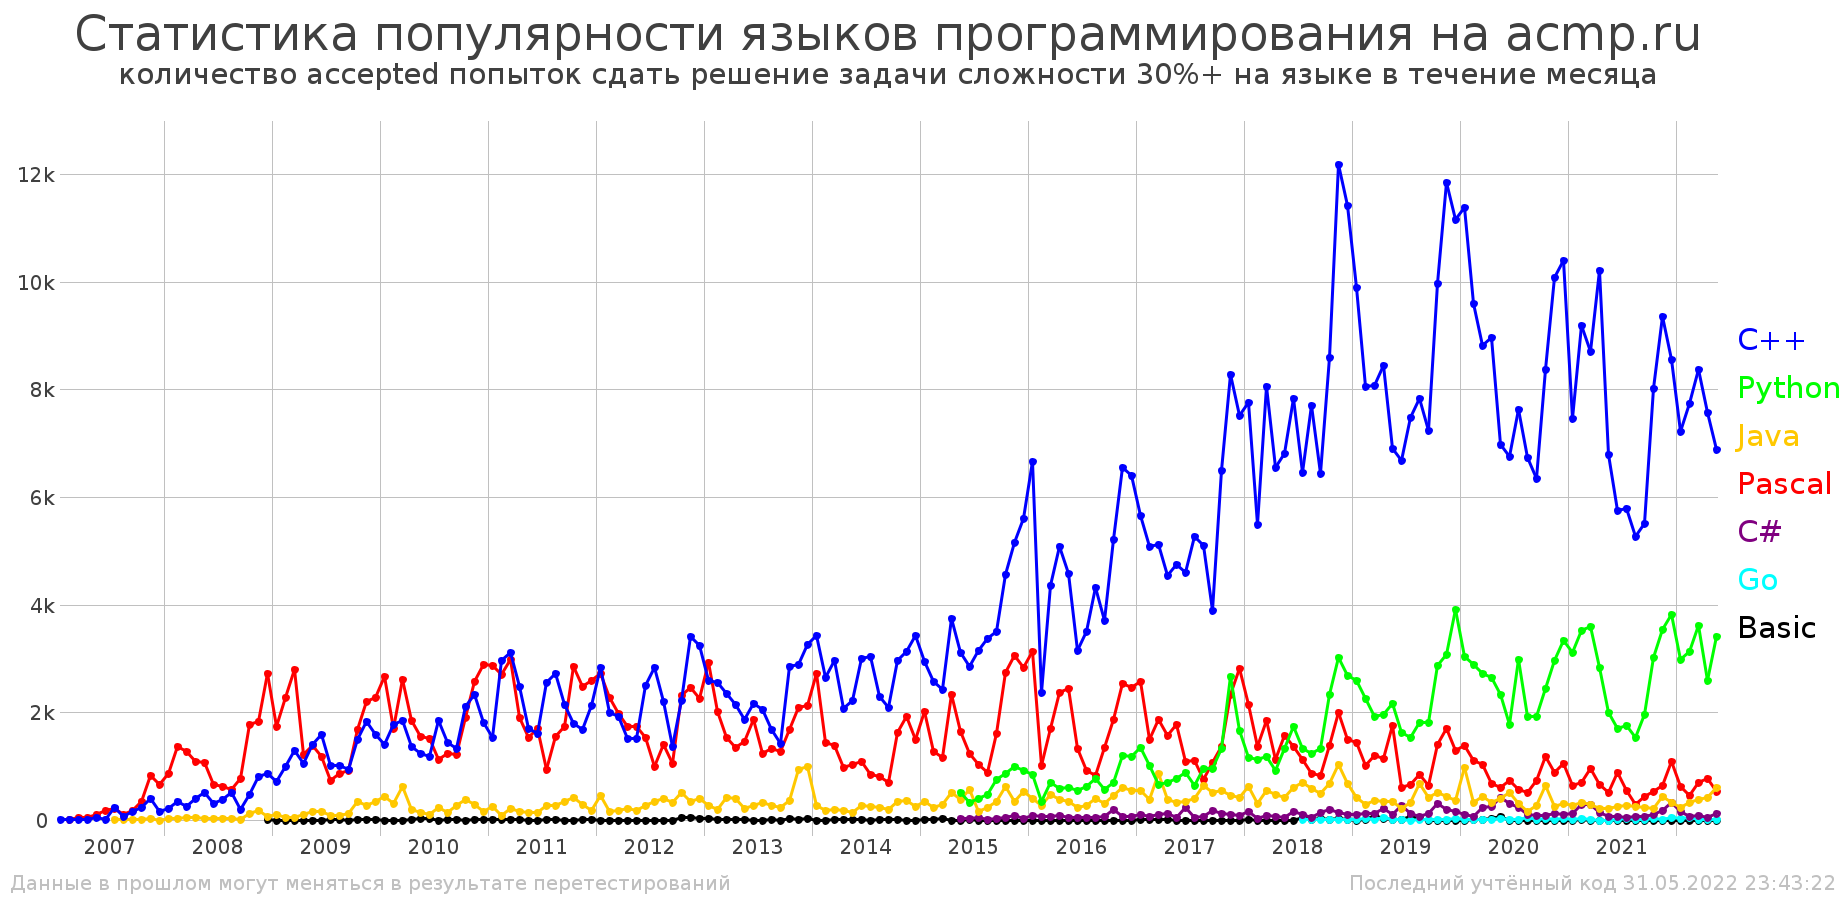 Статистика популярности языков программирования на acmp.ru
количество accepted попыток сдать решение задачи сложности 30%+ на языке в течение месяца
12k
10k
8k
6k
4k
2k
0
C++
Python
Java
Pascal
C#
Go
Basic
2007 2008 2009 2010 2011 2012 2013 2014 2015 2016 2017 2018 2019 2020 2021
Данные в прошлом могут меняться в результате перетестирований
Последний учтённый код 31.05.2022 23:43:22